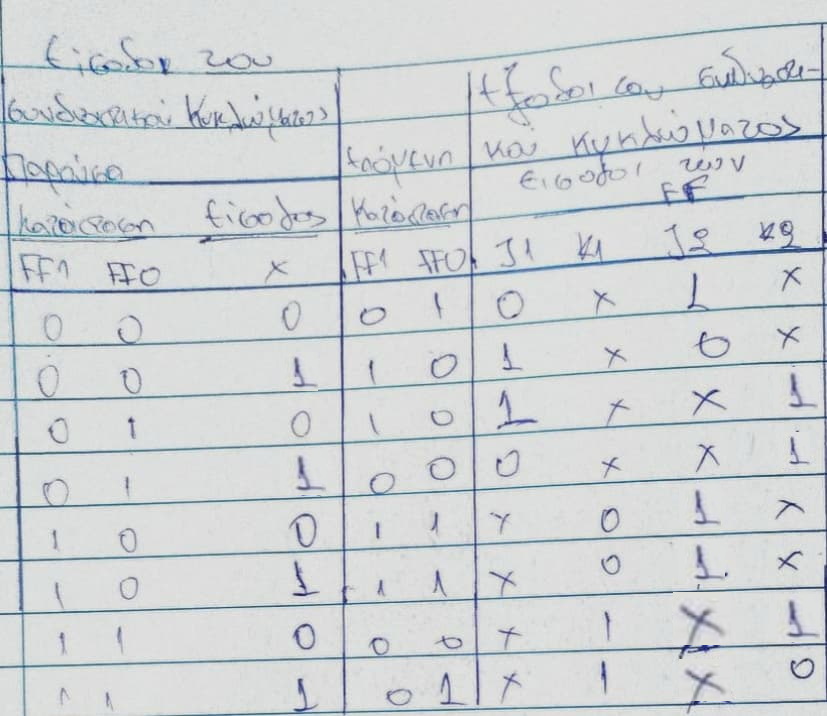 Είσοδοι του
συνδυαστικού κυκλώματος
Παρούσα
κατάσταση Είσοδος
Επόμενη
κατάσταση
Έξοδοι του συνδυαστι-
κού κυκλώματος
Είσοδοι των
FF
FF1 FF0 x FF1 FF0 J1 K1 J2 K2
0 0 0 0 1 0 x 1 x
0 0 1 1 0 1 x 0 x
0 1 0 1 0 1 x x 1
0 1 1 0 0 0 x x 1
1 0 0 1 1 x 0 1 x
1 0 1 1 1 x 0 1 x
1 1 0 0 0 x 1 x 1
1 1 1 0 1 x 1 x 0